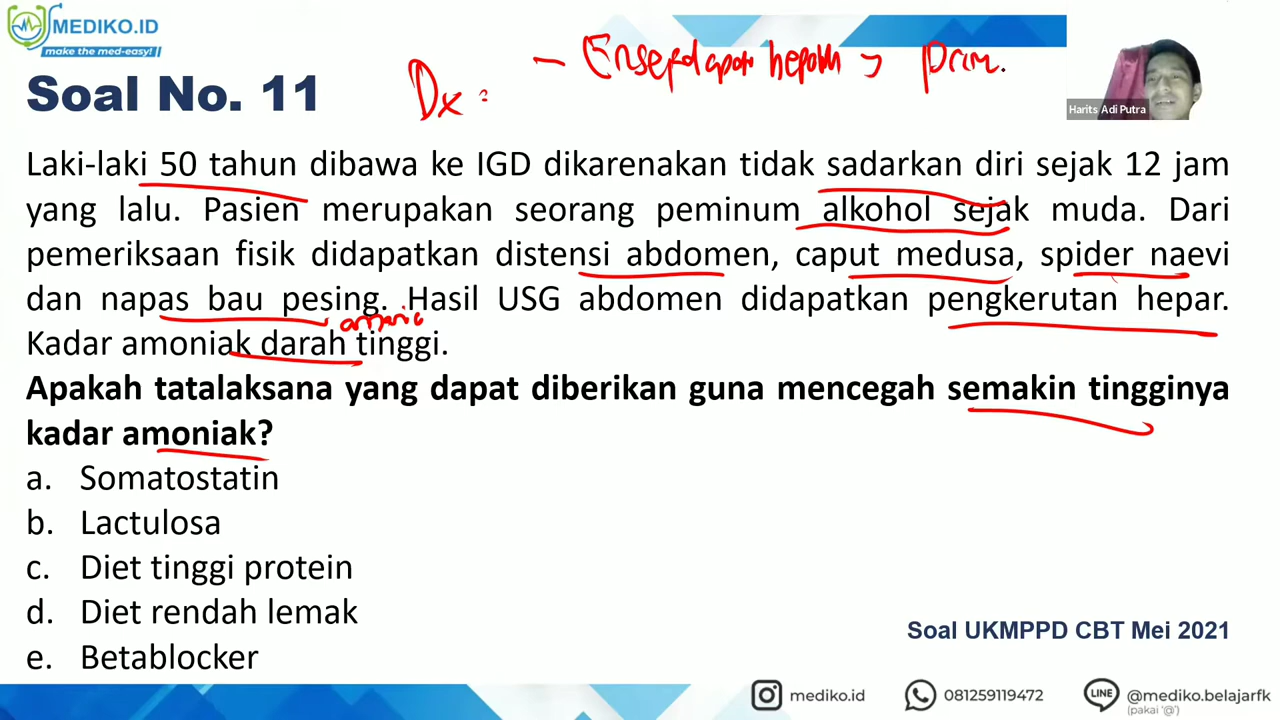 MEDIKO.ID
make the med-easy!
Dx :
- Ensefalopati hepatik → prim.
Harits Adi Putra
Soal No. 11
Laki-laki 50 tahun dibawa ke IGD dikarenakan tidak sadarkan diri sejak 12 jam
yang lalu. Pasien merupakan seorang peminum alkohol sejak muda. Dari
pemeriksaan fisik didapatkan distensi abdomen, caput medusa, spider naevi
dan napas bau pesing. Hasil USG abdomen didapatkan pengkerutan hepar.
Kadar amoniak darah tinggi.
Apakah tatalaksana yang dapat diberikan guna mencegah semakin tingginya
kadar amoniak?
a. Somatostatin
b. Lactulosa
c. Diet tinggi protein
d. Diet rendah lemak
e. Betablocker
Soal UKMPPD CBT Mei 2021
mediko.id
081259119472
LINE
@mediko.belajarfk
(pakai '@')